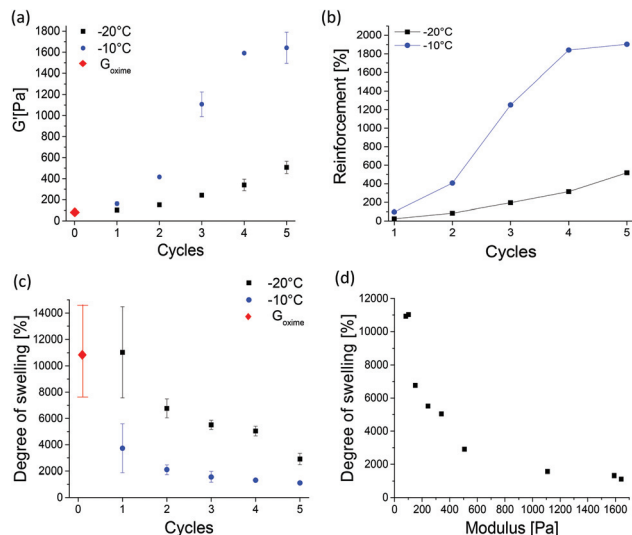 (a)
-20°C
-10°C
Goxime
G'[Pa]
1800
1600
1400
1200
1000
800
600
400
200
0
0 1 2 3 4 5
Cycles
(b)
-20°C
-10°C
Reinforcement [%]
2000
1800
1600
1400
1200
1000
800
600
400
200
0
1 2 3 4 5
Cycles
(c)
-20°C
-10°C
Goxime
Degree of swelling [%]
14000
12000
10000
8000
6000
4000
2000
0
0 1 2 3 4 5
Cycles
(d)
Degree of swelling [%]
12000
10000
8000
6000
4000
2000
0
0 200 400 600 800 1000 1200 1400 1600
Modulus [Pa]